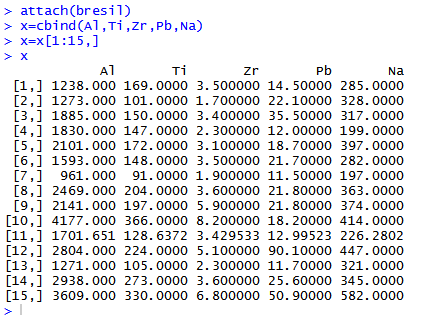 > attach(bresil)
> x=cbind(Al,Ti,Zr,Pb,Na)
> x=x[1:15,]
> x
Al Ti Zr Pb Na
[1,] 1238.000 169.0000 3.500000 14.50000 285.0000
[2,] 1273.000 101.0000 1.700000 22.10000 328.0000
[3,] 1885.000 150.0000 3.400000 35.50000 317.0000
[4,] 1830.000 147.0000 2.300000 12.00000 199.0000
[5,] 2101.000 172.0000 3.100000 18.70000 397.0000
[6,] 1593.000 148.0000 3.500000 21.70000 282.0000
[7,] 961.000 91.0000 1.900000 11.50000 197.0000
[8,] 2469.000 204.0000 3.600000 21.80000 363.0000
[9,] 2141.000 197.0000 5.900000 21.80000 374.0000
[10,] 4177.000 366.0000 8.200000 18.20000 414.0000
[11,] 1701.651 128.6372 3.429533 12.99523 226.2802
[12,] 2804.000 224.0000 5.100000 90.10000 447.0000
[13,] 1271.000 105.0000 2.300000 11.70000 321.0000
[14,] 2938.000 273.0000 3.600000 25.60000 345.0000
[15,] 3609.000 330.0000 6.800000 50.90000 582.0000
>